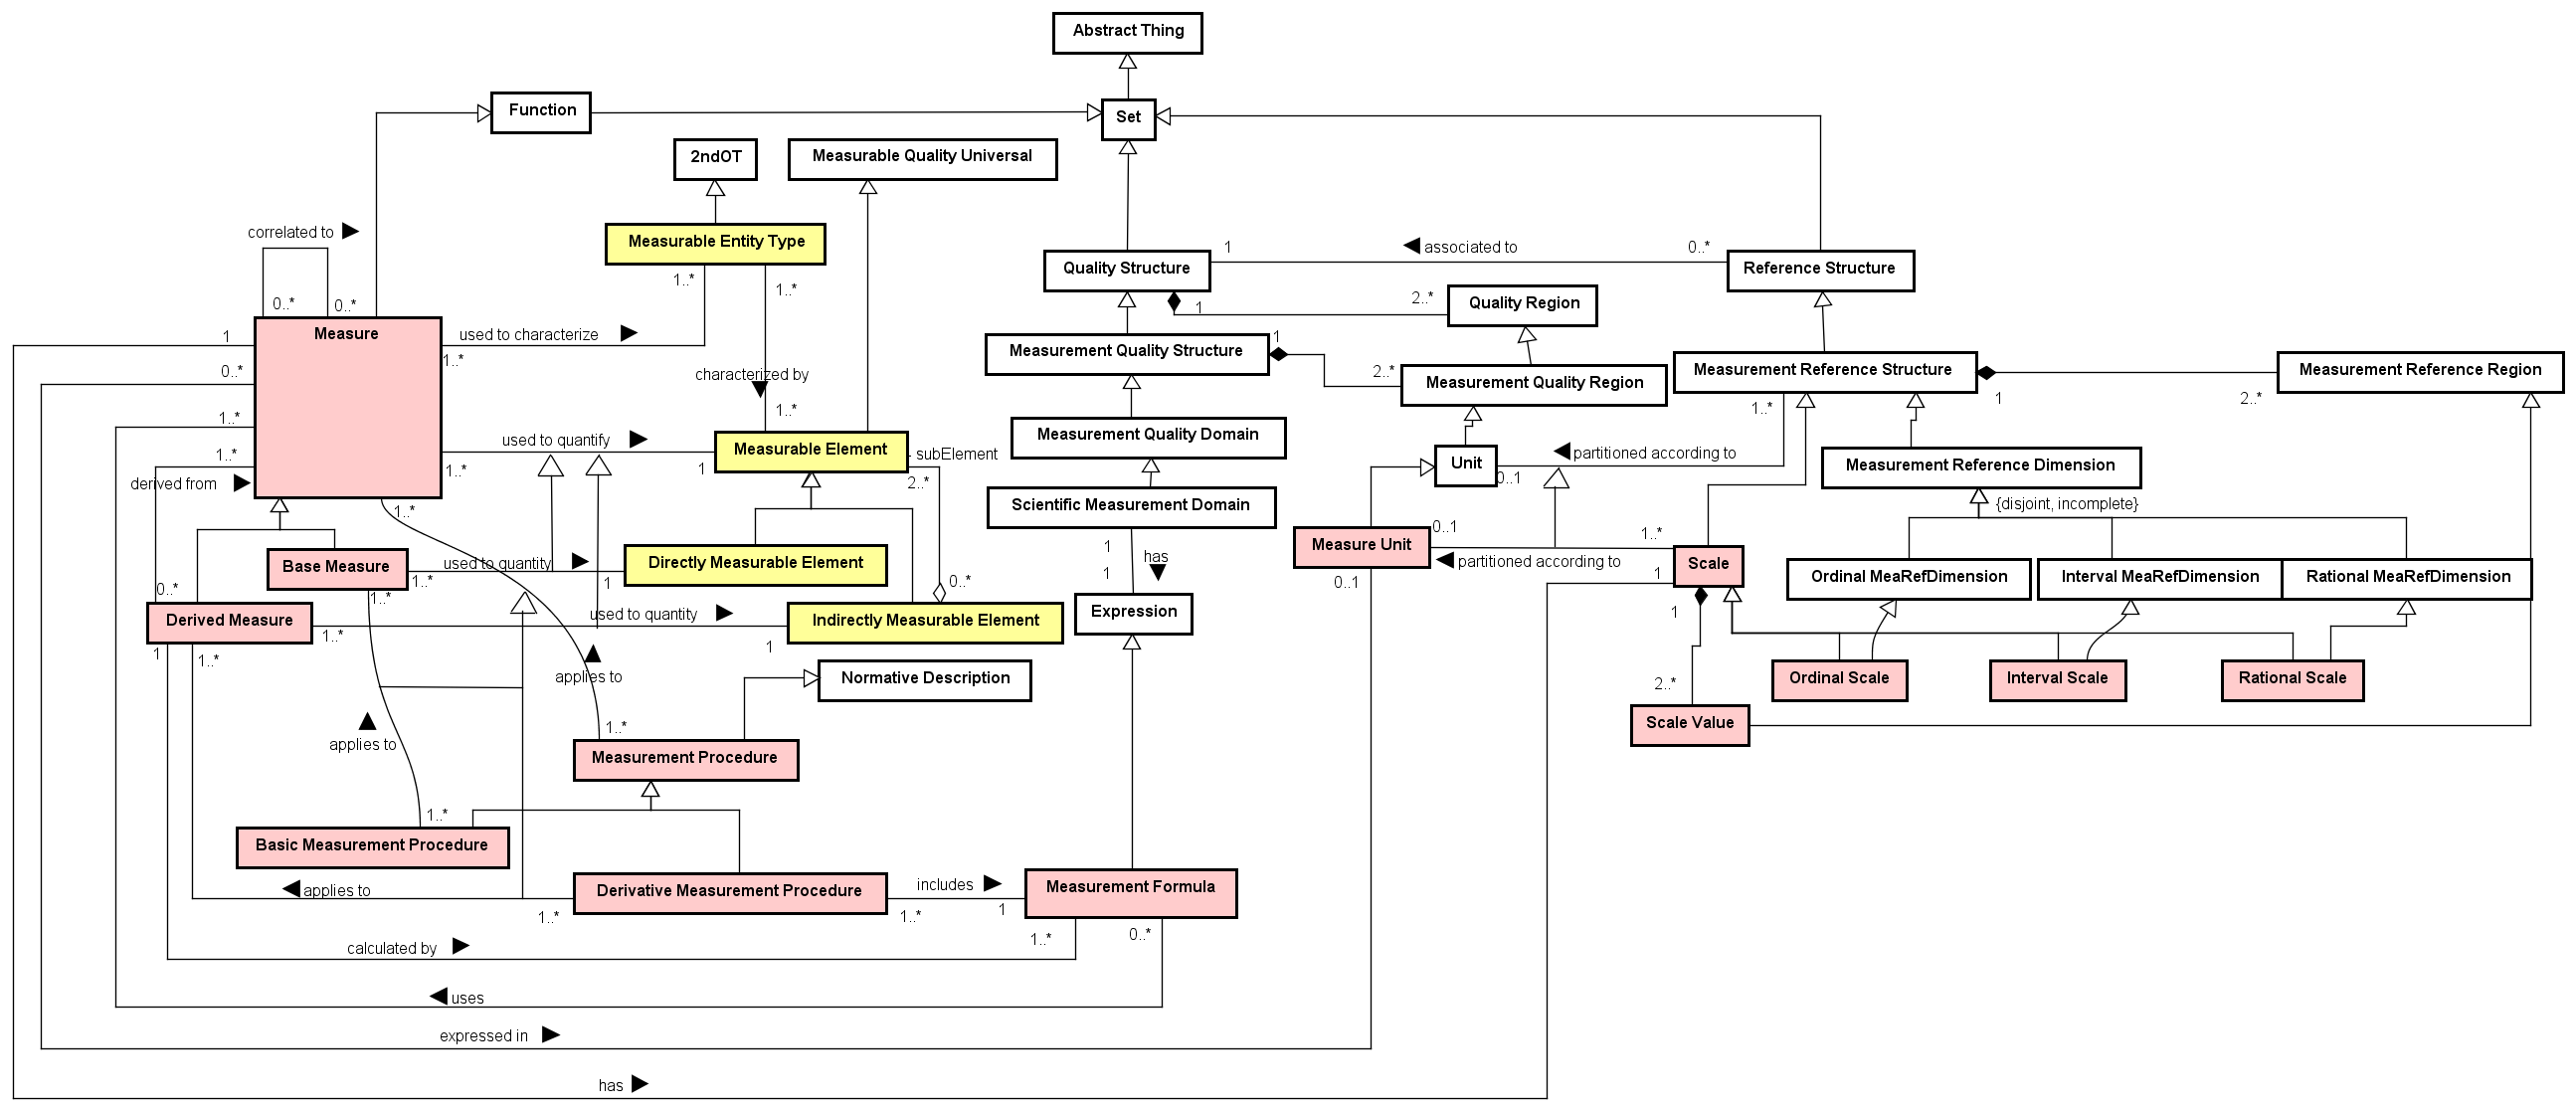 Abstract Thing
Function
Set
2ndOT
Measurable Quality Universal
correlated to
0..*
0..*
Measurable Entity Type
1..*
1..*
Quality Structure
1
associated to
0..*
Reference Structure
1
2..*
Quality Region
Measure
1
used to characterize
1..*
Measurement Quality Structure
1
2..*
Measurement Quality Region
Measurement Reference Structure
1
2..*
Measurement Reference Region
0..*
characterized by
1..*
1..*
1..*
used to quantify
1..*
1
Measurable Element
subElement
2..*
Measurement Quality Domain
Unit
0..1
partitioned according to
1..*
Measurement Reference Dimension
{disjoint, incomplete}
1..*
derived from
1..*
Scientific Measurement Domain
1
has
1
Measure Unit
0..1
partitioned according to
0..1
1..*
Scale
1
1
Ordinal MeaRefDimension
Interval MeaRefDimension
Rational MeaRefDimension
Base Measure
1..*
used to quantity
1
Directly Measurable Element
0..*
0..*
1..*
Derived Measure
1..*
used to quantity
1
Indirectly Measurable Element
Expression
1
1..*
applies to
Normative Description
Ordinal Scale
Interval Scale
Rational Scale
2..*
Scale Value
applies to
1..*
Measurement Procedure
1..*
Basic Measurement Procedure
applies to
1..*
Derivative Measurement Procedure
includes
1..*
1
Measurement Formula
calculated by
1..*
0..*
uses
expressed in
has